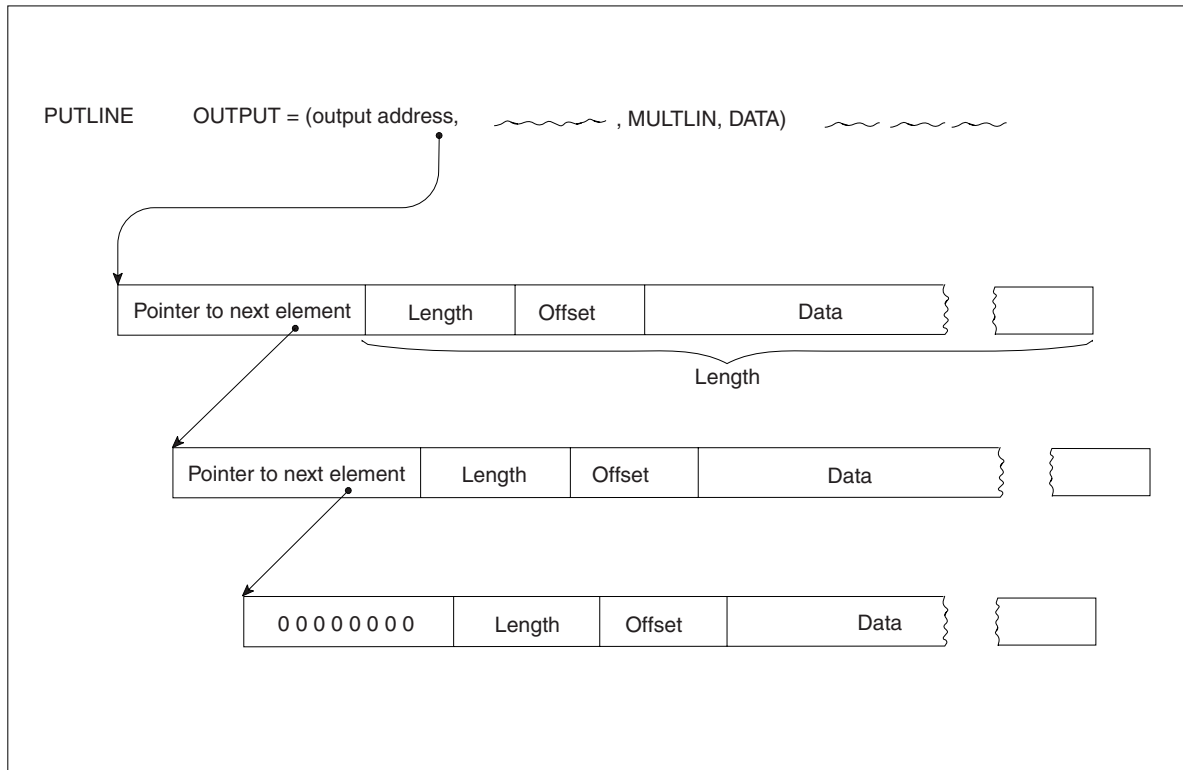 PUTLINE OUTPUT = (output address, , MULTLIN, DATA)
Pointer to next element Length Offset Data
Length
Pointer to next element Length Offset Data
0 0 0 0 0 0 0 0 Length Offset Data